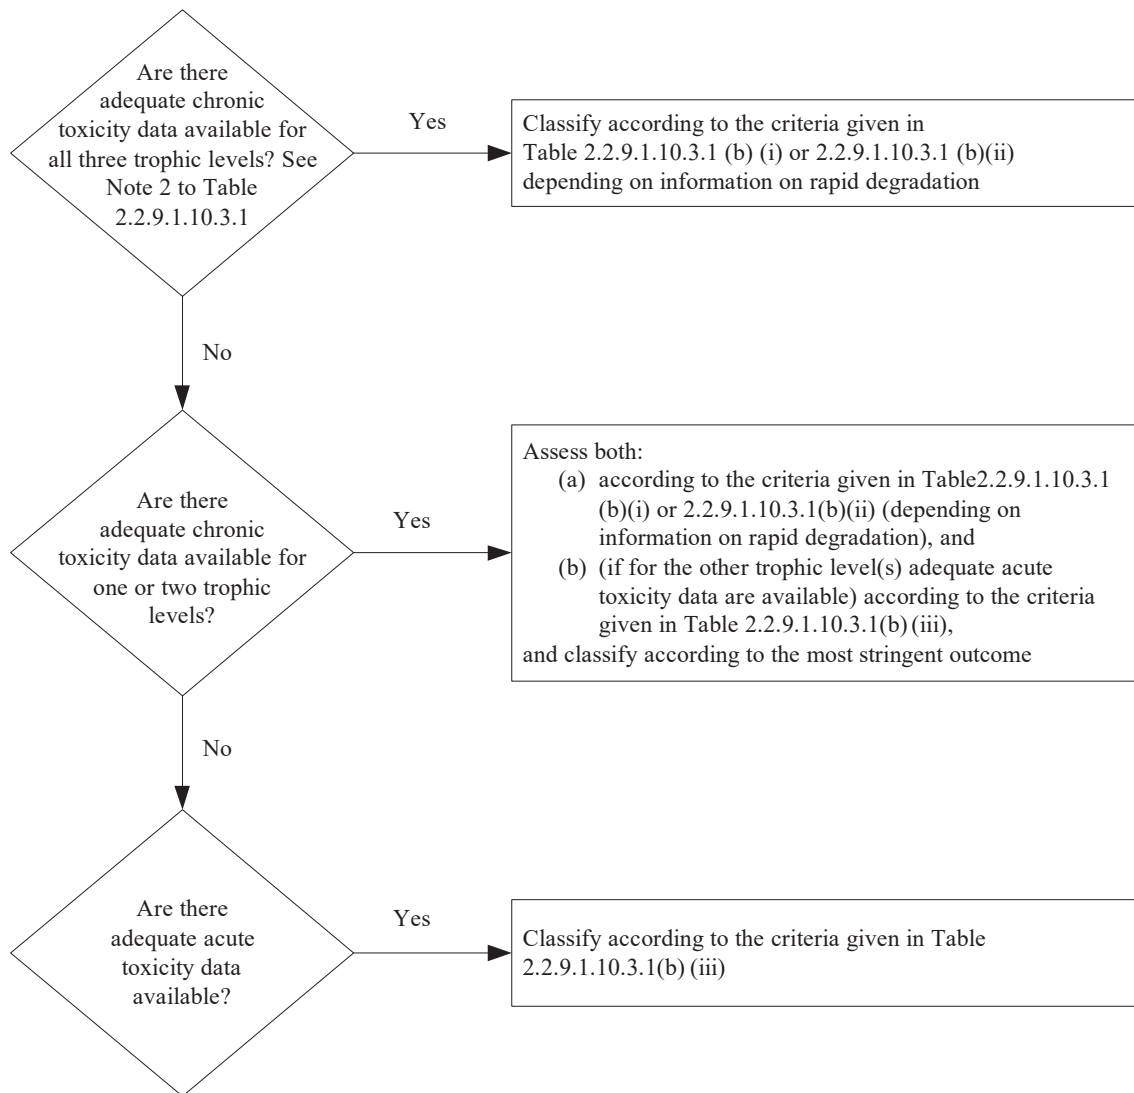 Are there
adequate chronic
toxicity data available for
all three trophic levels? See
Note 2 to Table
2.2.9.1.10.3.1
Yes
Classify according to the criteria given in
Table 2.2.9.1.10.3.1 (b) (i) or 2.2.9.1.10.3.1 (b)(ii)
depending on information on rapid degradation
No
Are there
adequate chronic
toxicity data available for
one or two trophic
levels?
Yes
Assess both:
(a) according to the criteria given in Table2.2.9.1.10.3.1
(b)(i) or 2.2.9.1.10.3.1(b)(ii) (depending on
information on rapid degradation), and
(b) (if for the other trophic level(s) adequate acute
toxicity data are available) according to the criteria
given in Table 2.2.9.1.10.3.1(b) (iii),
and classify according to the most stringent outcome
No
Are there
adequate acute
toxicity data
available?
Yes
Classify according to the criteria given in Table
2.2.9.1.10.3.1(b) (iii)